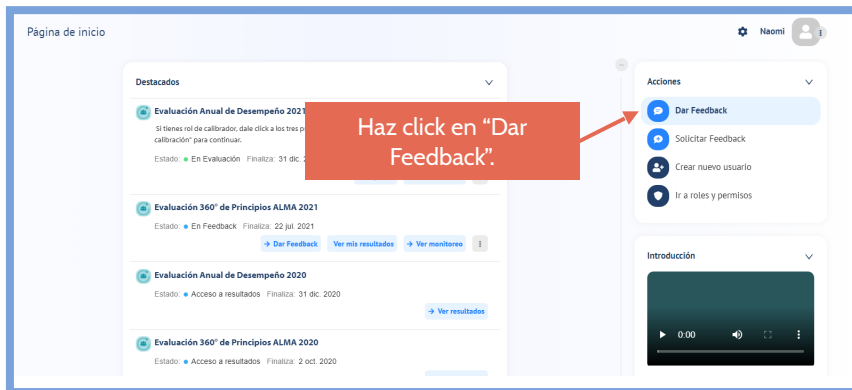 Página de inicio
Naomi
Destacados
Evaluación Anual de Desempeño 2021
Si tienes rol de calibrador, dale click a los tres p
calibración" para continuar.
Estado: En Evaluación Finaliza: 31 dic. 2
Evaluación 360° de Principios ALMA 2021
Estado: En Feedback Finaliza: 22 jul. 2021
→ Dar Feedback Ver mis resultados → Ver monitoreo
Evaluación Anual de Desempeño 2020
Estado: Acceso a resultados Finaliza: 31 dic. 2020
→ Ver resultados
Evaluación 360° de Principios ALMA 2020
Estado: Acceso a resultados Finaliza: 2 oct. 2020
Haz click en “Dar
Feedback”.
Acciones
Dar Feedback
Solicitar Feedback
Crear nuevo usuario
Ir a roles y permisos
Introducción
0:00